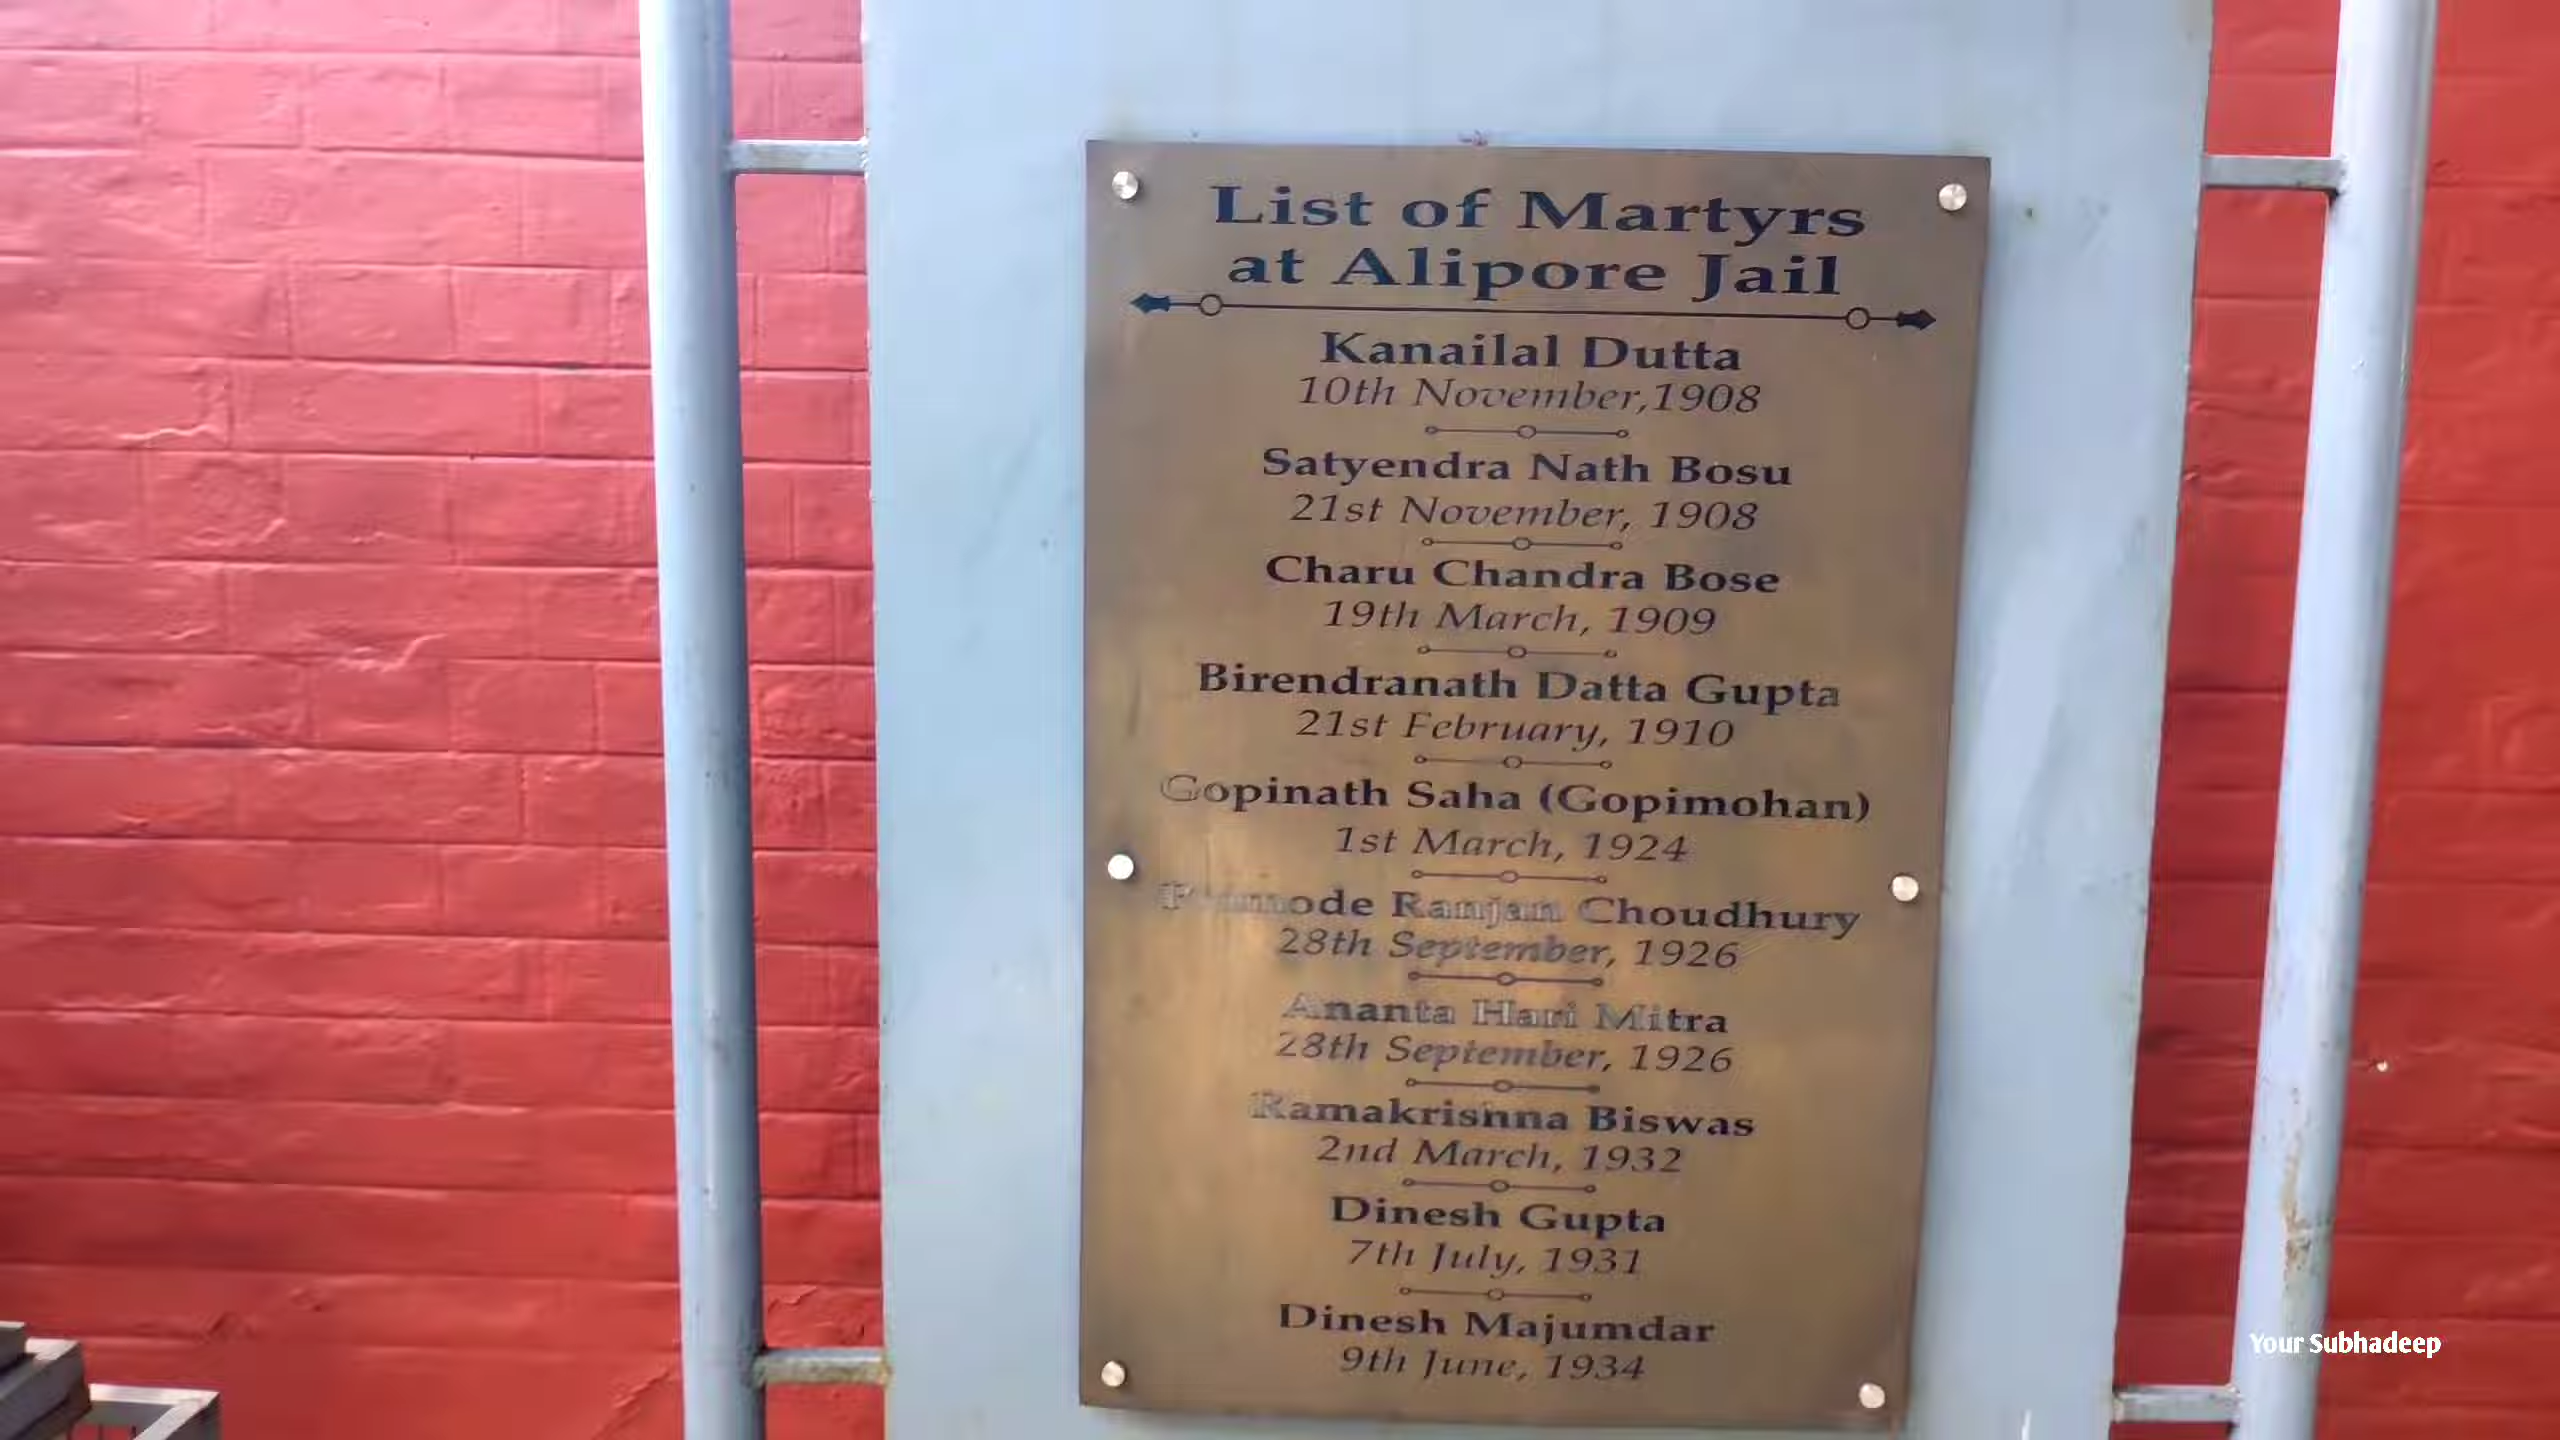 List of Martyrs
at Alipore Jail
Kanailal Dutta
10th November,1908
Satyendra Nath Bosu
21st November, 1908
Charu Chandra Bose
19th March, 1909
Birendranath Datta Gupta
21st February, 1910
Gopinath Saha (Gopimohan)
1st March, 1924
Ranjan Choudhury
28th September, 1926
Ananta Hari Mitra
28th September, 1926
Ramakrishna Biswas
2nd March, 1932
Dinesh Gupta
7th July, 1931
Dinesh Majumdar
9th June, 1934
Your Subhadeep